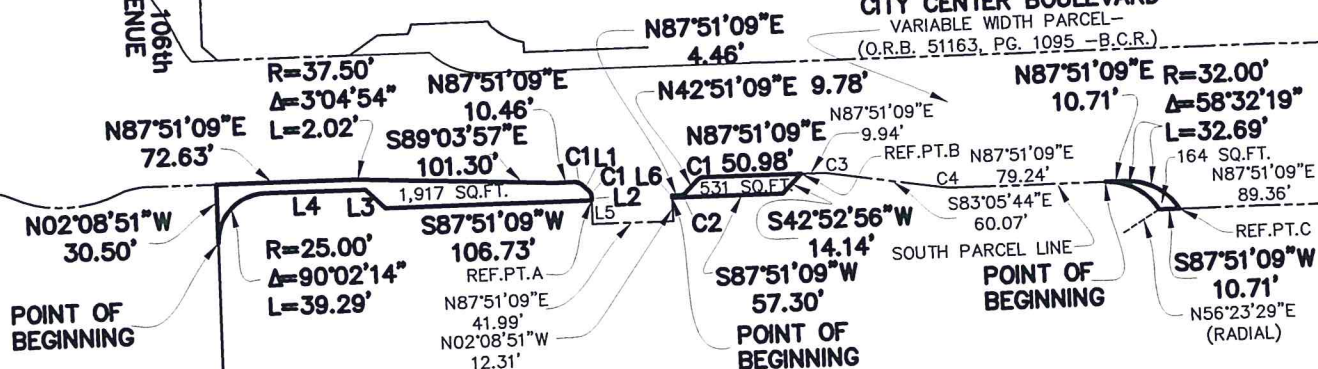 106th
ENUE
CITY CENTER BOULEVARD
VARIABLE WIDTH PARCEL–
(O.R.B. 51163, PG. 1095 –B.C.R.)
N87°51'09"E
72.63'
R=37.50'
Δ=3°04'54"
L=2.02'
N87°51'09"E
10.46'
S89°03'57"E
101.30'
N87°51'09"E
4.46'
N42°51'09"E 9.78'
N87°51'09"E
C1 50.98'
N87°51'09"E
9.94'
C3
REF.PT.B
N87°51'09"E
79.24'
C4
N87°51'09"E
10.71'
R=32.00'
Δ=58°32'19"
L=32.69'
164 SQ.FT.
N87°51'09"E
89.36'
C1 L1
C1 L6
L2
L5
1,917 SQ.FT.
531 SQ.FT.
L4
L3
C2
N02°08'51"W
30.50'
R=25.00'
Δ=90°02'14"
L=39.29'
S87°51'09"W
106.73'
REF.PT.A
N87°51'09"E
41.99'
N02°08'51"W
12.31'
S42°52'56"W
14.14'
S87°51'09"W
57.30'
S83°05'44"E
60.07'
SOUTH PARCEL LINE
REF.PT.C
S87°51'09"W
10.71'
N56°23'29"E
(RADIAL)
POINT OF
BEGINNING
POINT OF
BEGINNING
POINT OF
BEGINNING